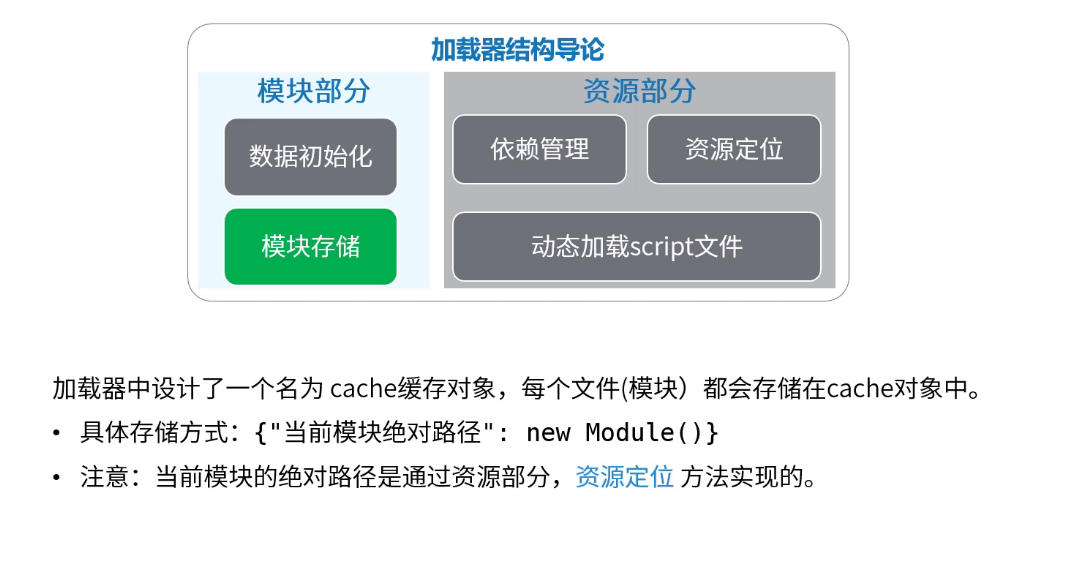 加载器结构导论
模块部分
数据初始化
模块存储
资源部分
依赖管理
资源定位
动态加载script文件
加载器中设计了一个名为 cache缓存对象，每个文件(模块）都会存储在cache对象中。
• 具体存储方式：{"当前模块绝对路径": new Module()}
• 注意：当前模块的绝对路径是通过资源部分，资源定位 方法实现的。